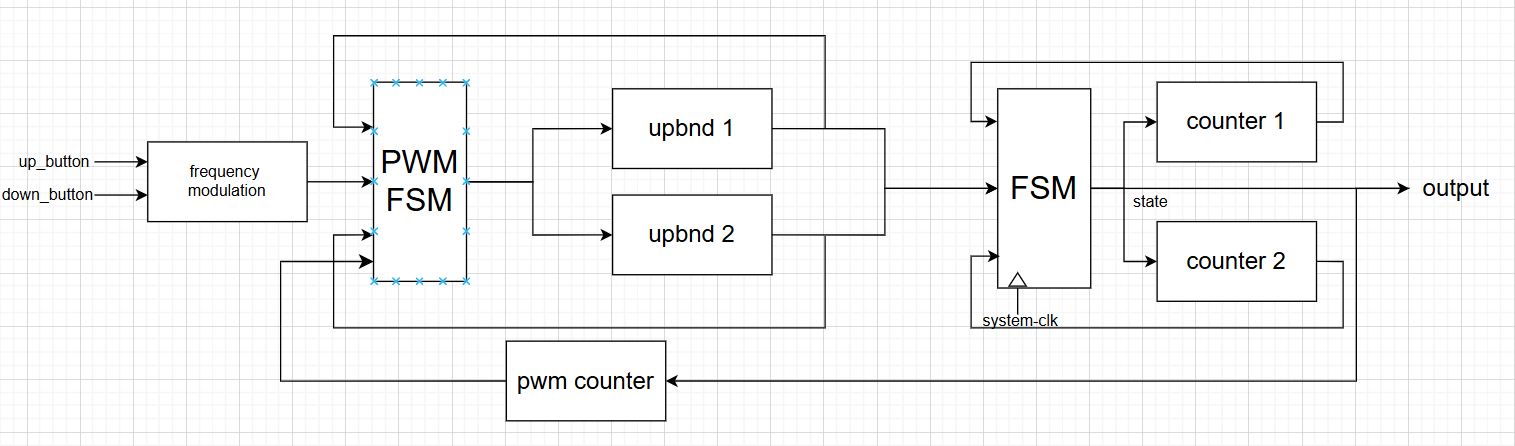 up_button
down_button
frequency
modulation
PWM
FSM
upbnd 1
upbnd 2
pwm counter
FSM
system-clk
state
counter 1
counter 2
output